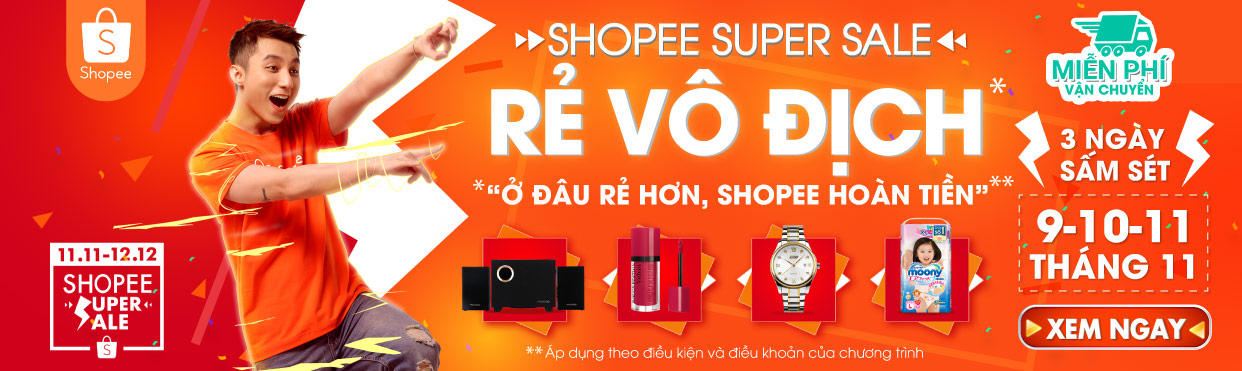 Shopee
SHOPEE SUPER SALE
RẺ VÔ ĐỊCH*
*"Ở ĐÂU RẺ HƠN, SHOPEE HOÀN TIỀN"**
MIỄN PHÍ
VẬN CHUYỂN
3 NGÀY
SẤM SÉT
9-10-11
THÁNG 11
XEM NGAY
11.11-12.12
SHOPEE
SUPER
SALE
moony
L
**Áp dụng theo điều kiện và điều khoản của chương trình